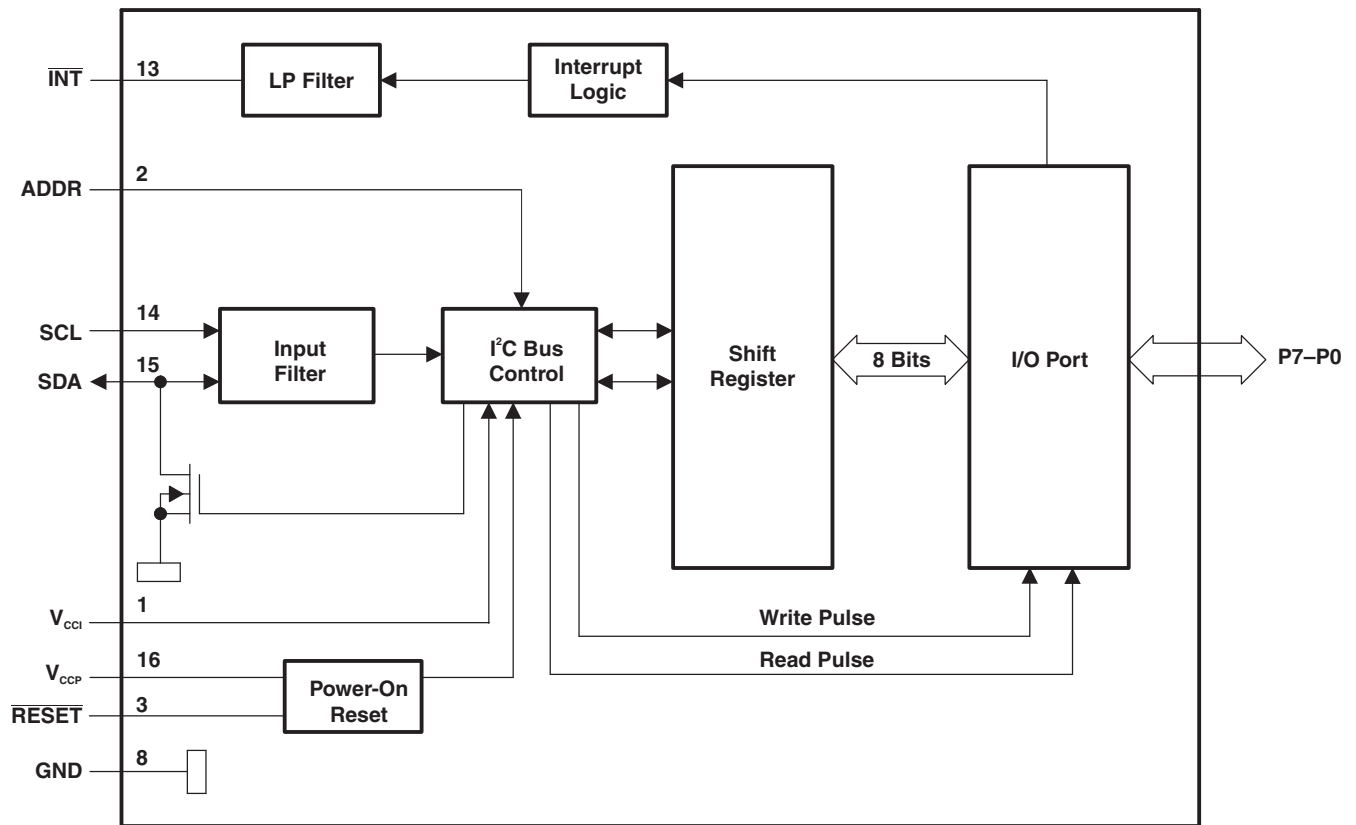 INT 13
LP Filter
Interrupt
Logic
ADDR 2
SCL 14
SDA 15
Input
Filter
I²C Bus
Control
Shift
Register
8 Bits
I/O Port
P7–P0
VCCI 1
Write Pulse
VCCP 16
Read Pulse
RESET 3
Power-On
Reset
GND 8